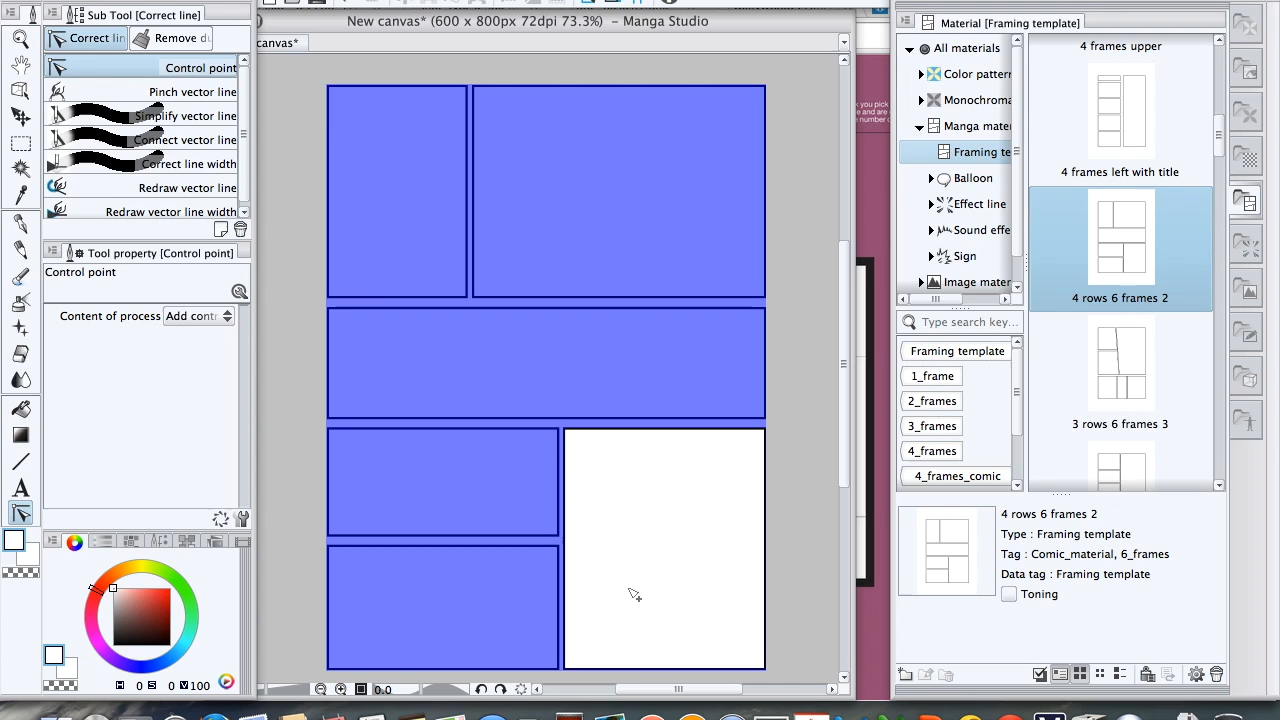 Sub Tool [Correct line]
Correct lin
Remove d
Control point
Pinch vector line
Simplify vector line
Connect vector line
Correct line width
Redraw vector line
Redraw vector line width
Tool property [Control point]
Control point
Content of process
Add contr
H 0 S 0 V 100
New canvas* (600 x 800px 72dpi 73.3%) – Manga Studio
canvas*
0.0
k you pick
e and are
e number o
Material [Framing template]
All materials
Color pattern
Monochroma
Manga mater
Framing te
Balloon
Effect line
Sound effe
Sign
Image mater
Type search key...
Framing template
1_frame
2_frames
3_frames
4_frames
4_frames_comic
4 frames upper
4 frames left with title
4 rows 6 frames 2
3 rows 6 frames 3
4 rows 6 frames 2
Type : Framing template
Tag : Comic_material, 6_frames
Data tag : Framing template
Toning